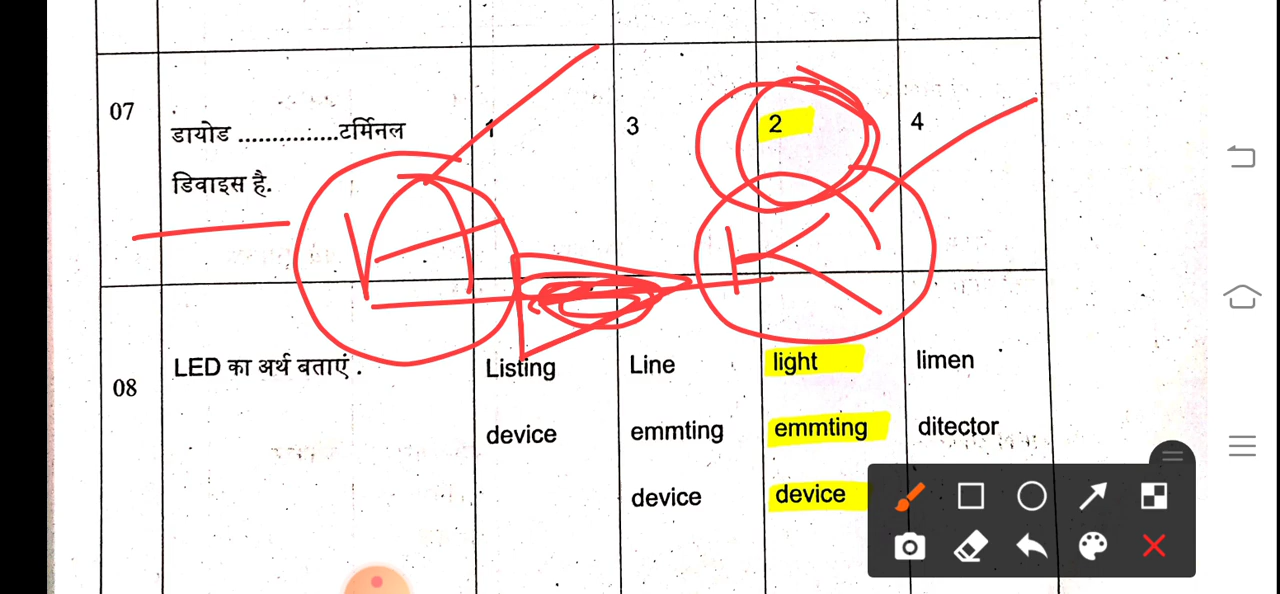 07
डायोड ..............टर्मिनल
डिवाइस है.
1
3
2
4
A
K
08
LED का अर्थ बताएं .
Listing
device
Line
emmting
device
light
emmting
device
limen
ditector